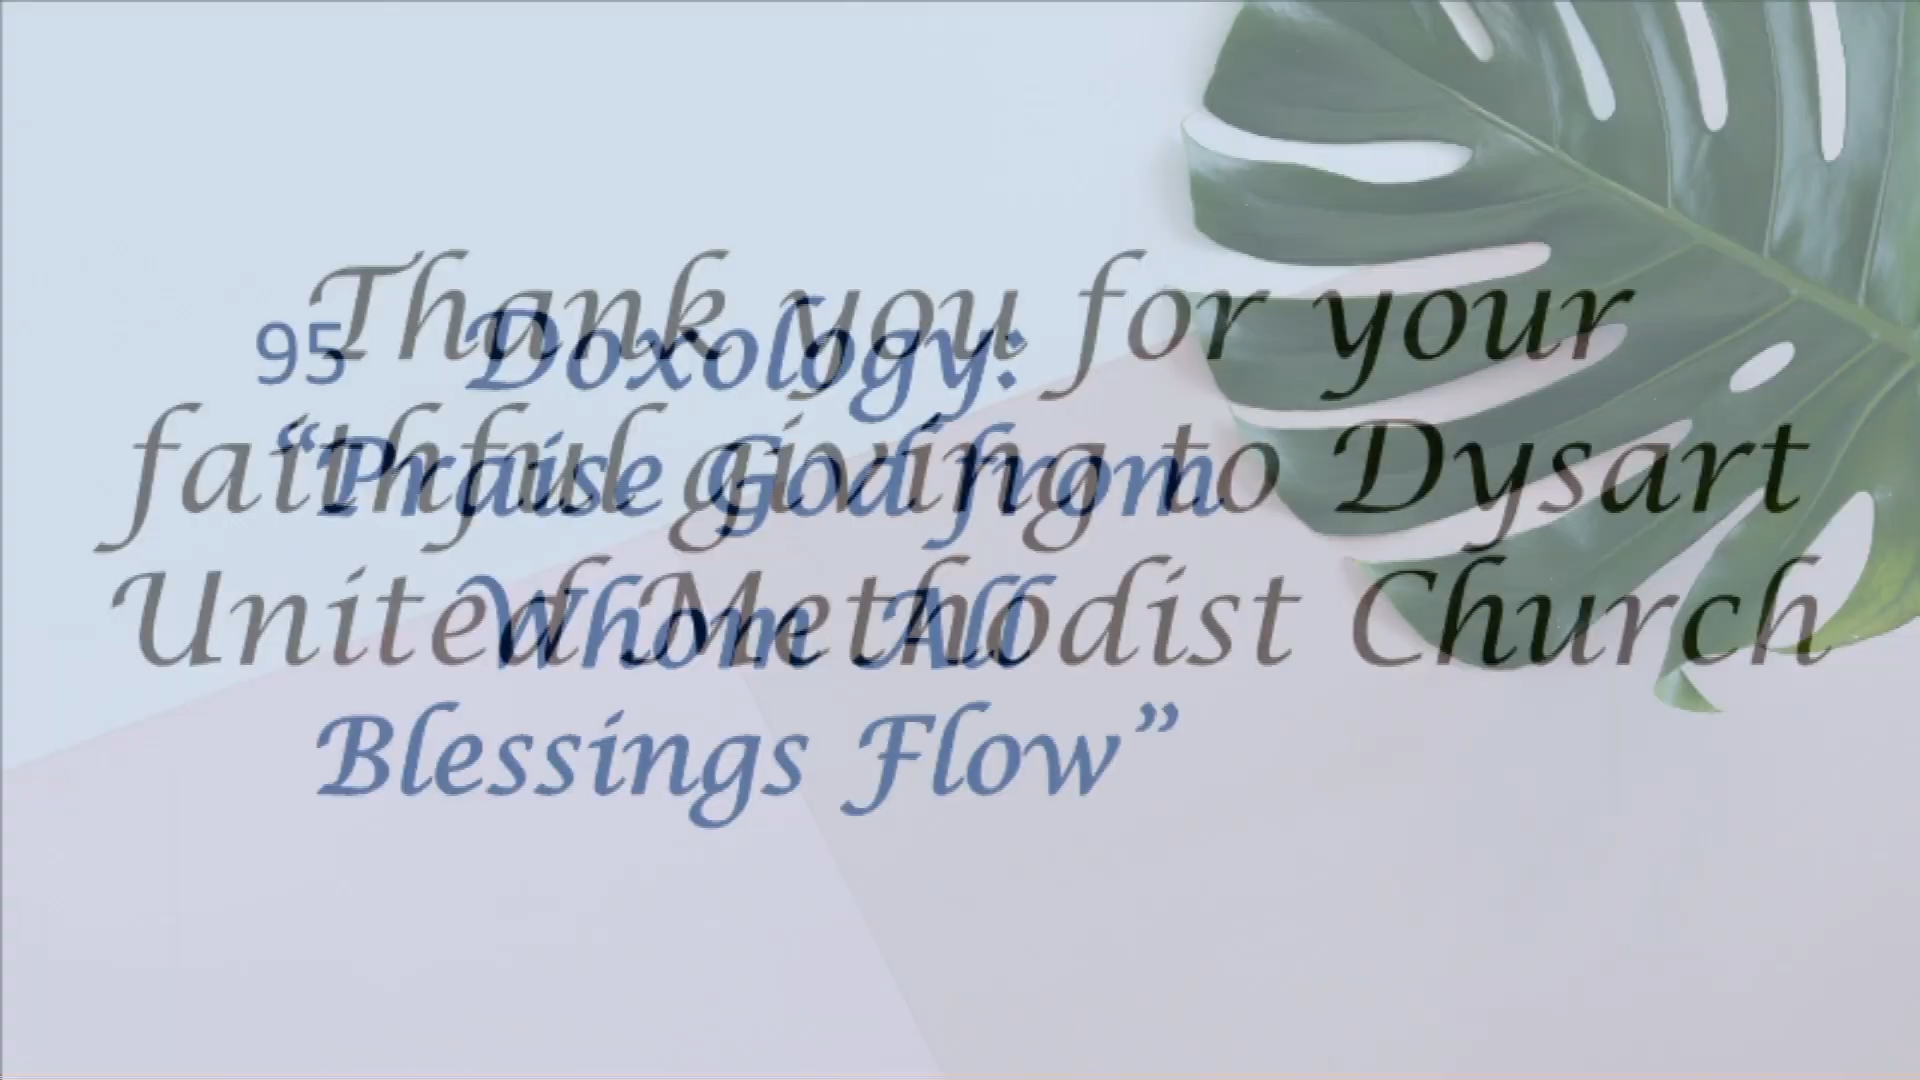 Thank you for your
faithful giving to Dysart
United Methodist Church
95 Doxology:
“Praise God from
Whom All
Blessings Flow”